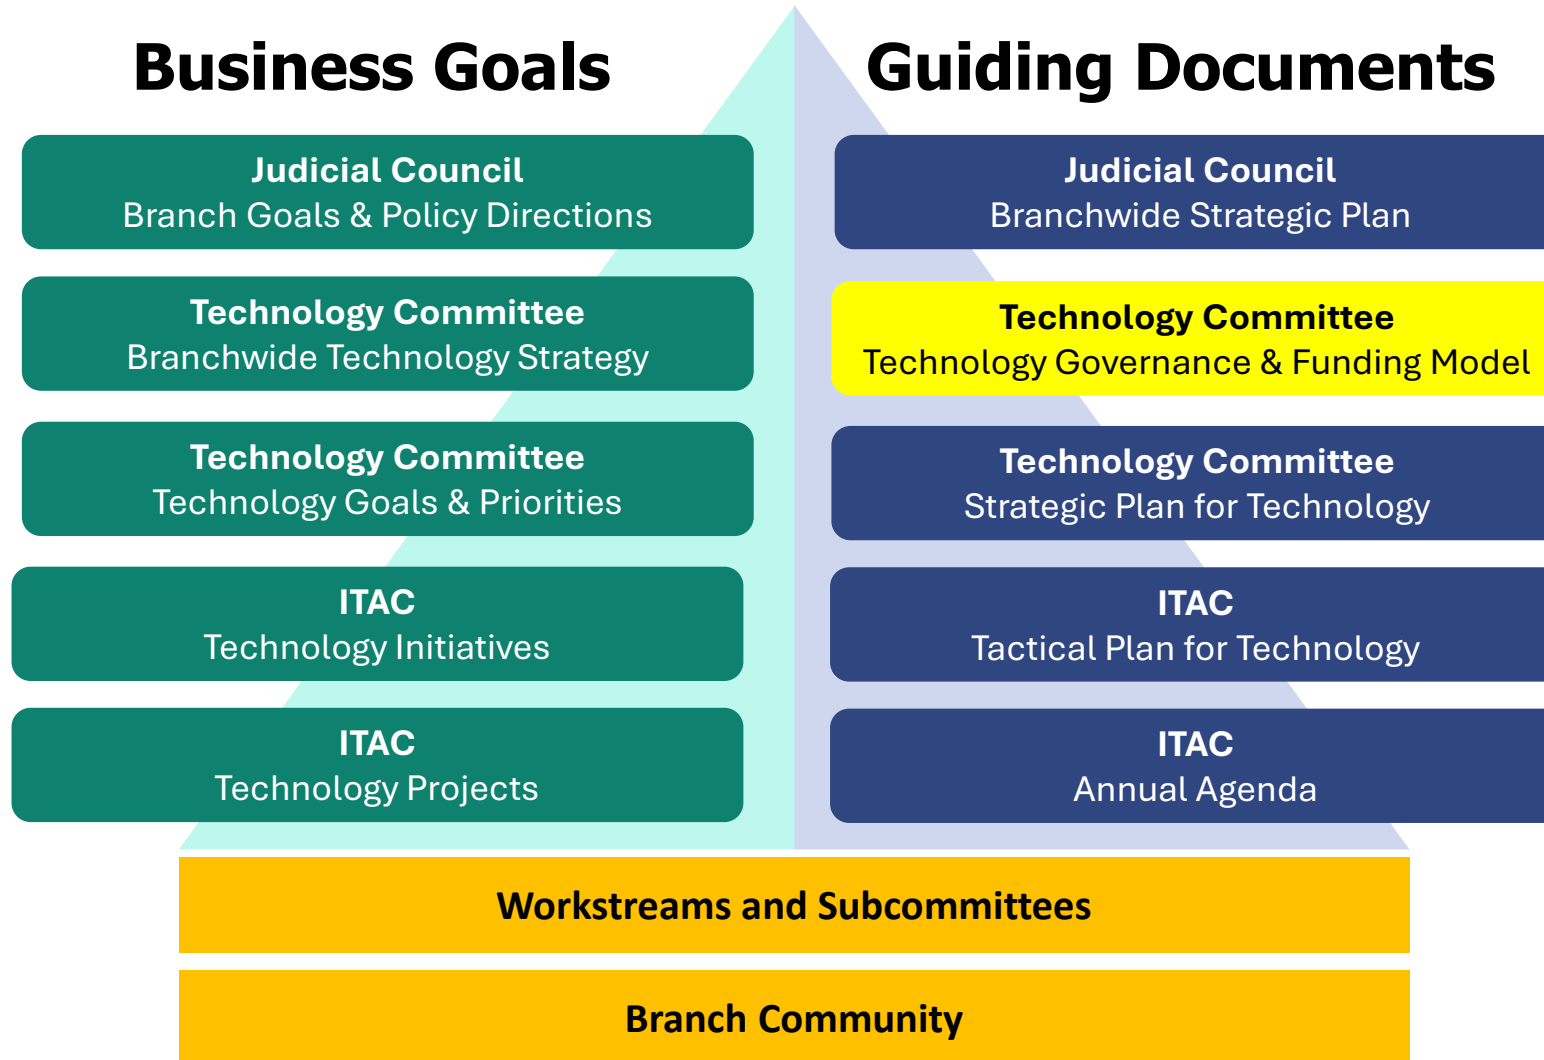 Business Goals
Guiding Documents
Judicial Council
Branch Goals & Policy Directions
Judicial Council
Branchwide Strategic Plan
Technology Committee
Branchwide Technology Strategy
Technology Committee
Technology Governance & Funding Model
Technology Committee
Technology Goals & Priorities
Technology Committee
Strategic Plan for Technology
ITAC
Technology Initiatives
ITAC
Tactical Plan for Technology
ITAC
Technology Projects
ITAC
Annual Agenda
Workstreams and Subcommittees
Branch Community